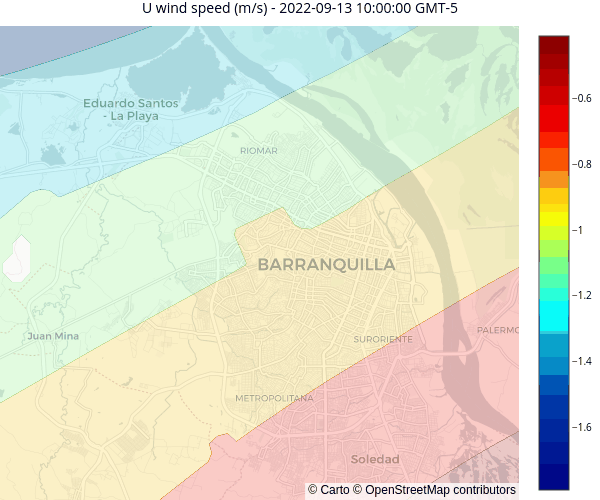 U wind speed (m/s) - 2022-09-13 10:00:00 GMT-5
Eduardo Santos
- La Playa
RIOMAR
BARRANQUILLA
Juan Mina
SURORIENTE
PALERMO
METROPOLITANA
Soledad
© Carto © OpenStreetMap contributors
−0.6
−0.8
−1
−1.2
−1.4
−1.6